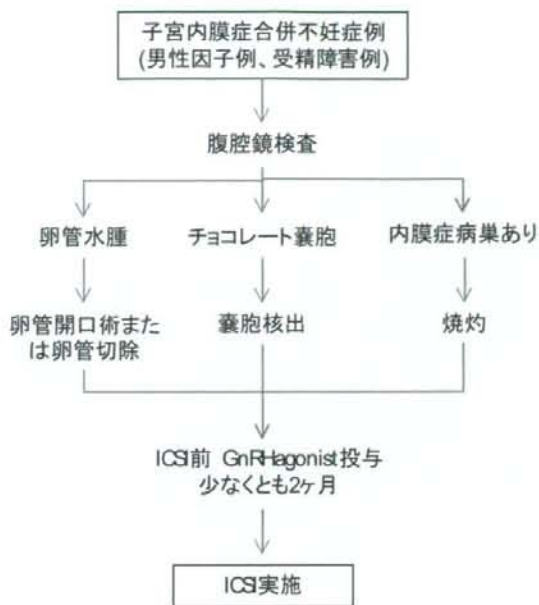 子宮内膜症合併不妊症例
(男性因子例、受精障害例)
腹腔鏡検査
卵管水腫
チョコレート嚢胞
内膜症病巣あり
卵管開口術また
は卵管切除
嚢胞核出
焼灼
ICSI前 GnRHagonist投与
少なくとも2ヶ月
ICSI実施